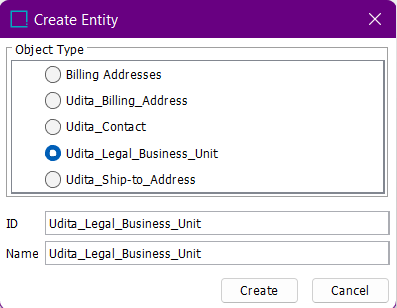 Create Entity
Object Type
Billing Addresses
Udita_Billing_Address
Udita_Contact
Udita_Legal_Business_Unit
Udita_Ship-to_Address
ID Udita_Legal_Business_Unit
Name Udita_Legal_Business_Unit
Create Cancel